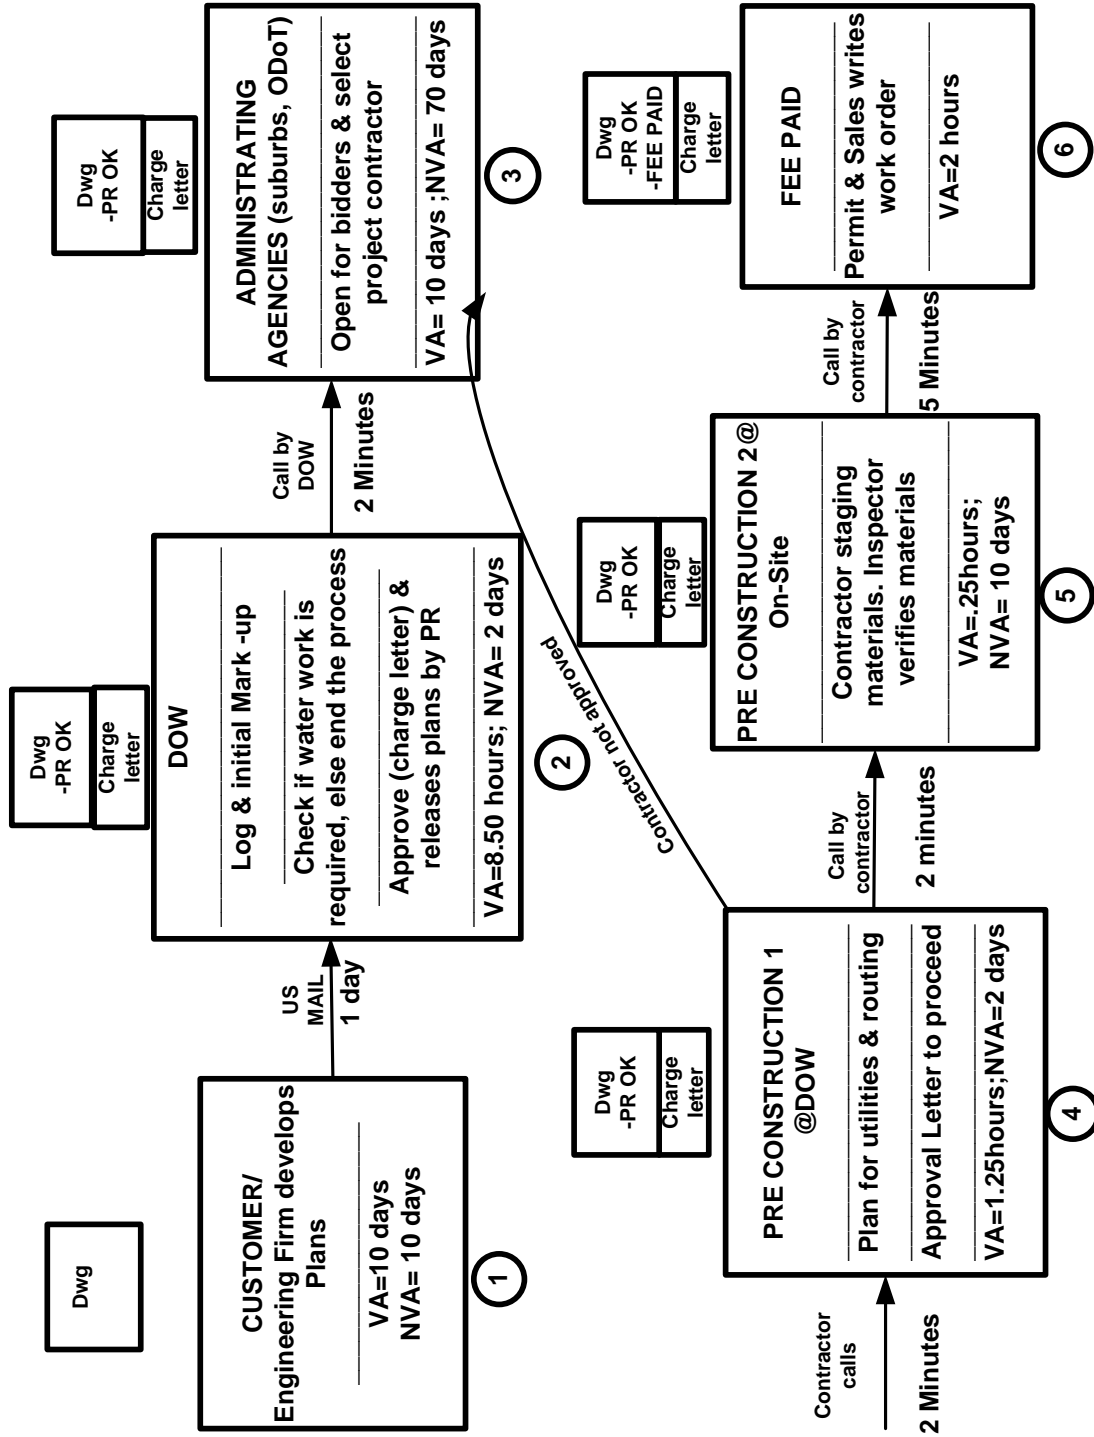 Dwg
CUSTOMER/
Engineering Firm develops
Plans
VA=10 days
NVA= 10 days
1
US
MAIL
1 day
Dwg
-PR OK
Charge
letter
DOW
Log & initial Mark -up
Check if water work is
required, else end the process
Approve (charge letter) &
releases plans by PR
VA=8.50 hours; NVA= 2 days
2
Call by
DOW
2 Minutes
Dwg
-PR OK
Charge
letter
ADMINISTRATING
AGENCIES (suburbs, ODoT)
Open for bidders & select
project contractor
VA= 10 days ;NVA= 70 days
3
Contractor not approved
Contractor
calls
2 Minutes
Dwg
-PR OK
Charge
letter
PRE CONSTRUCTION 1
@DOW
Plan for utilities & routing
Approval Letter to proceed
VA=1.25hours;NVA=2 days
4
Call by
contractor
2 minutes
Dwg
-PR OK
Charge
letter
PRE CONSTRUCTION 2@
On-Site
Contractor staging
materials. Inspector
verifies materials
VA=.25hours;
NVA= 10 days
5
Call by
contractor
5 Minutes
Dwg
-PR OK
-FEE PAID
Charge
letter
FEE PAID
Permit & Sales writes
work order
VA=2 hours
6